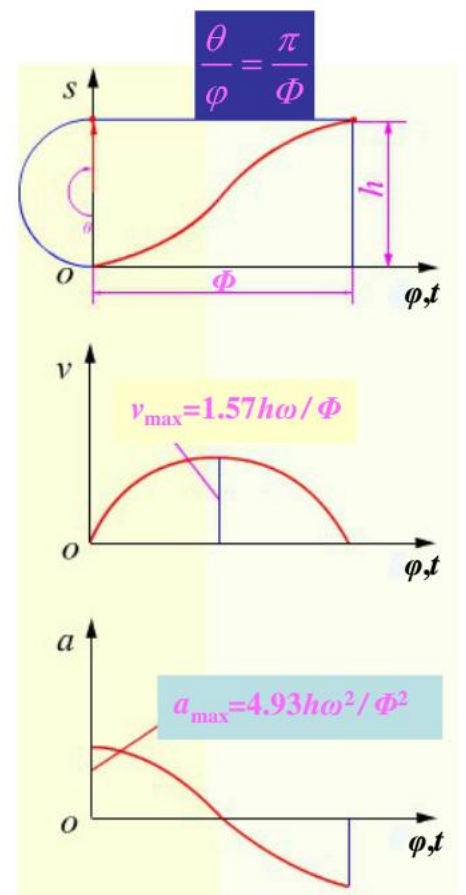 θ/φ = π/Φ
s
h
θ
o
Φ
φ,t
v
v_max=1.57hω/Φ
o
φ,t
a
a_max=4.93hω²/Φ²
o
φ,t